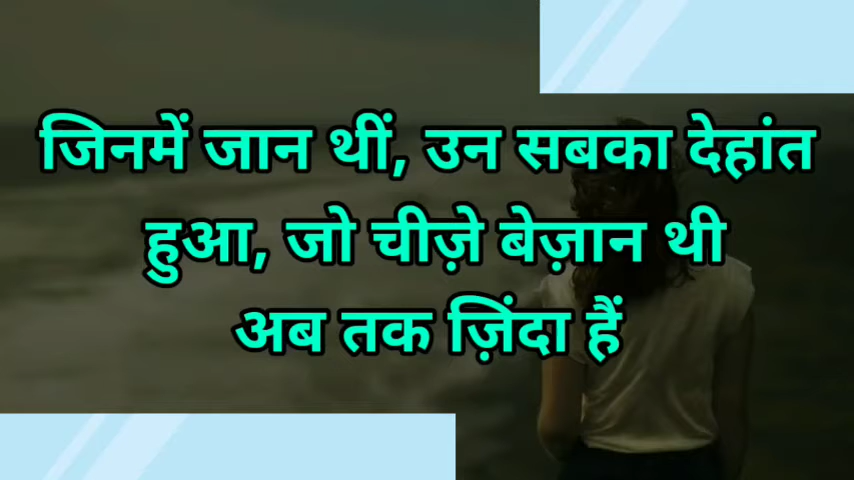 जिनमें जान थीं, उन सबका देहांत
हुआ, जो चीज़े बेज़ान थी
अब तक ज़िंदा हैं